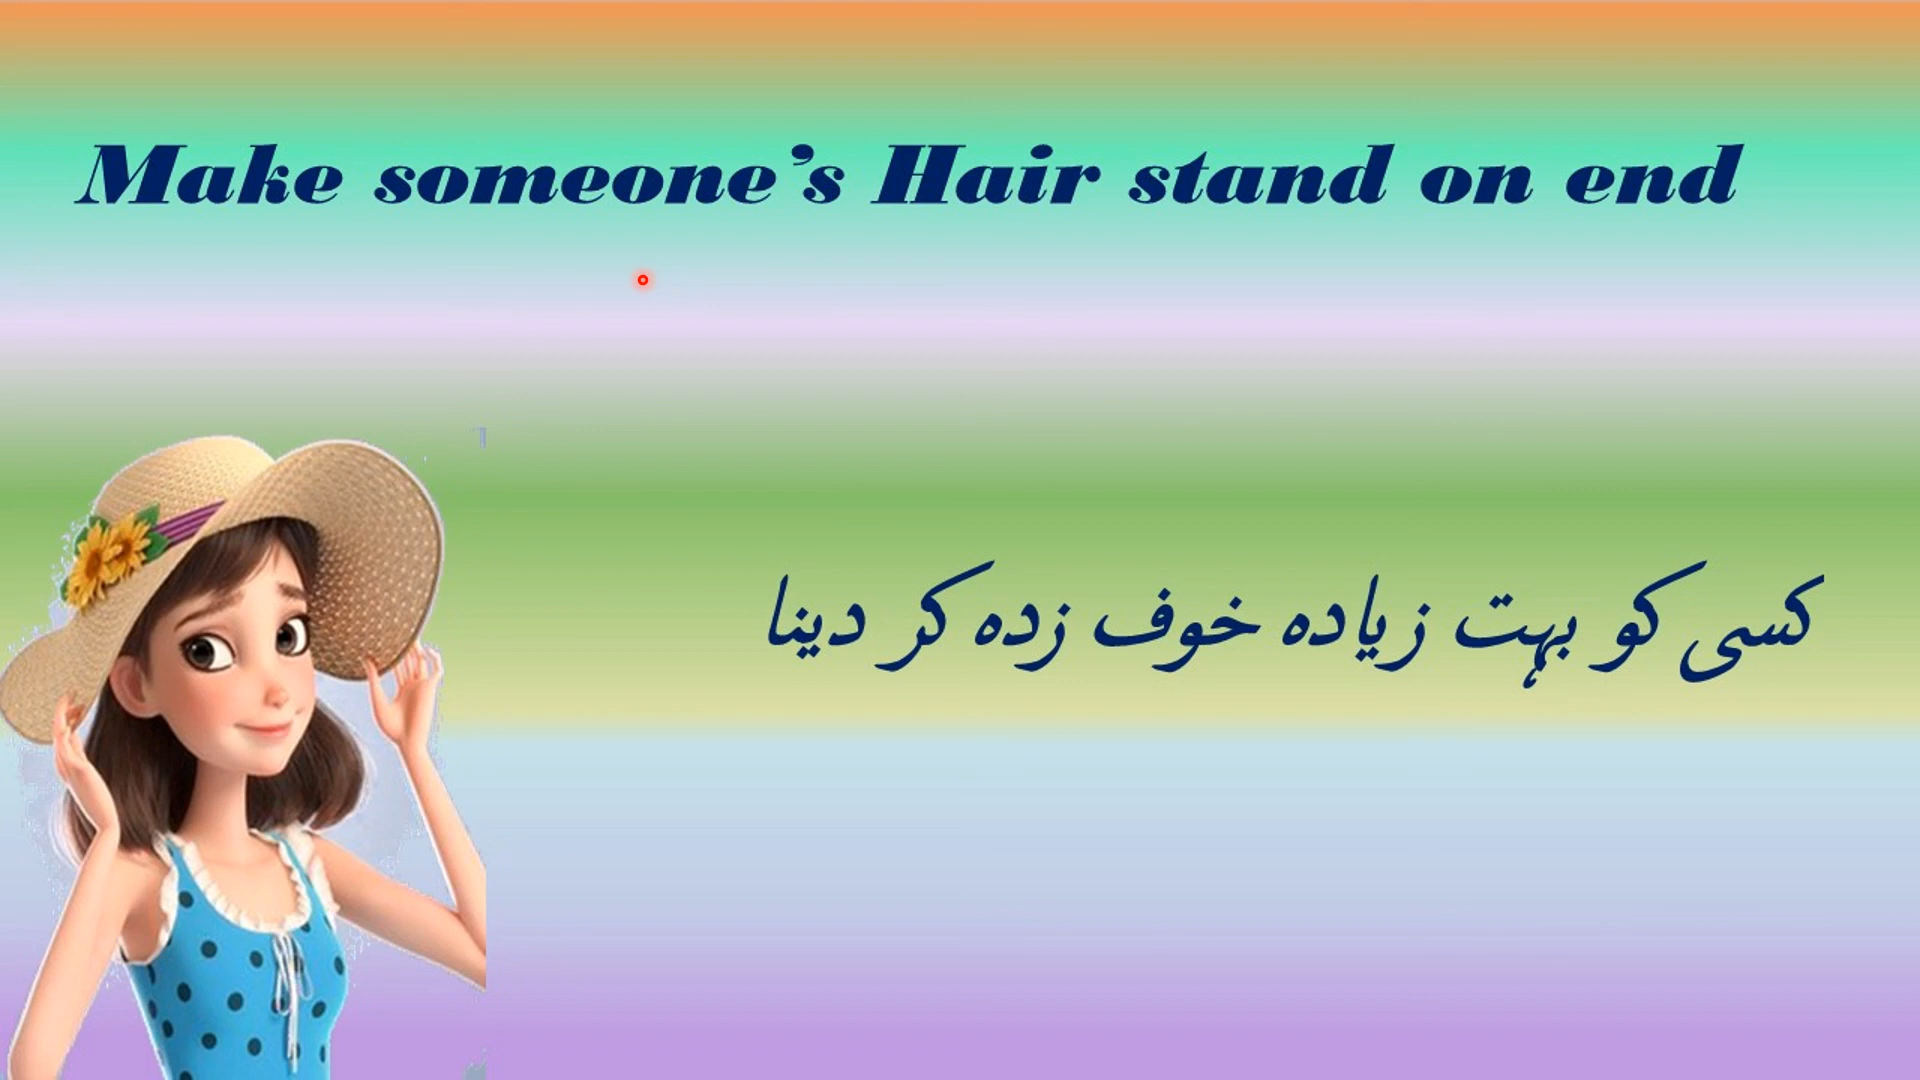 Make someone’s Hair stand on end
کسی کو بہت زیادہ خوف زدہ کر دینا